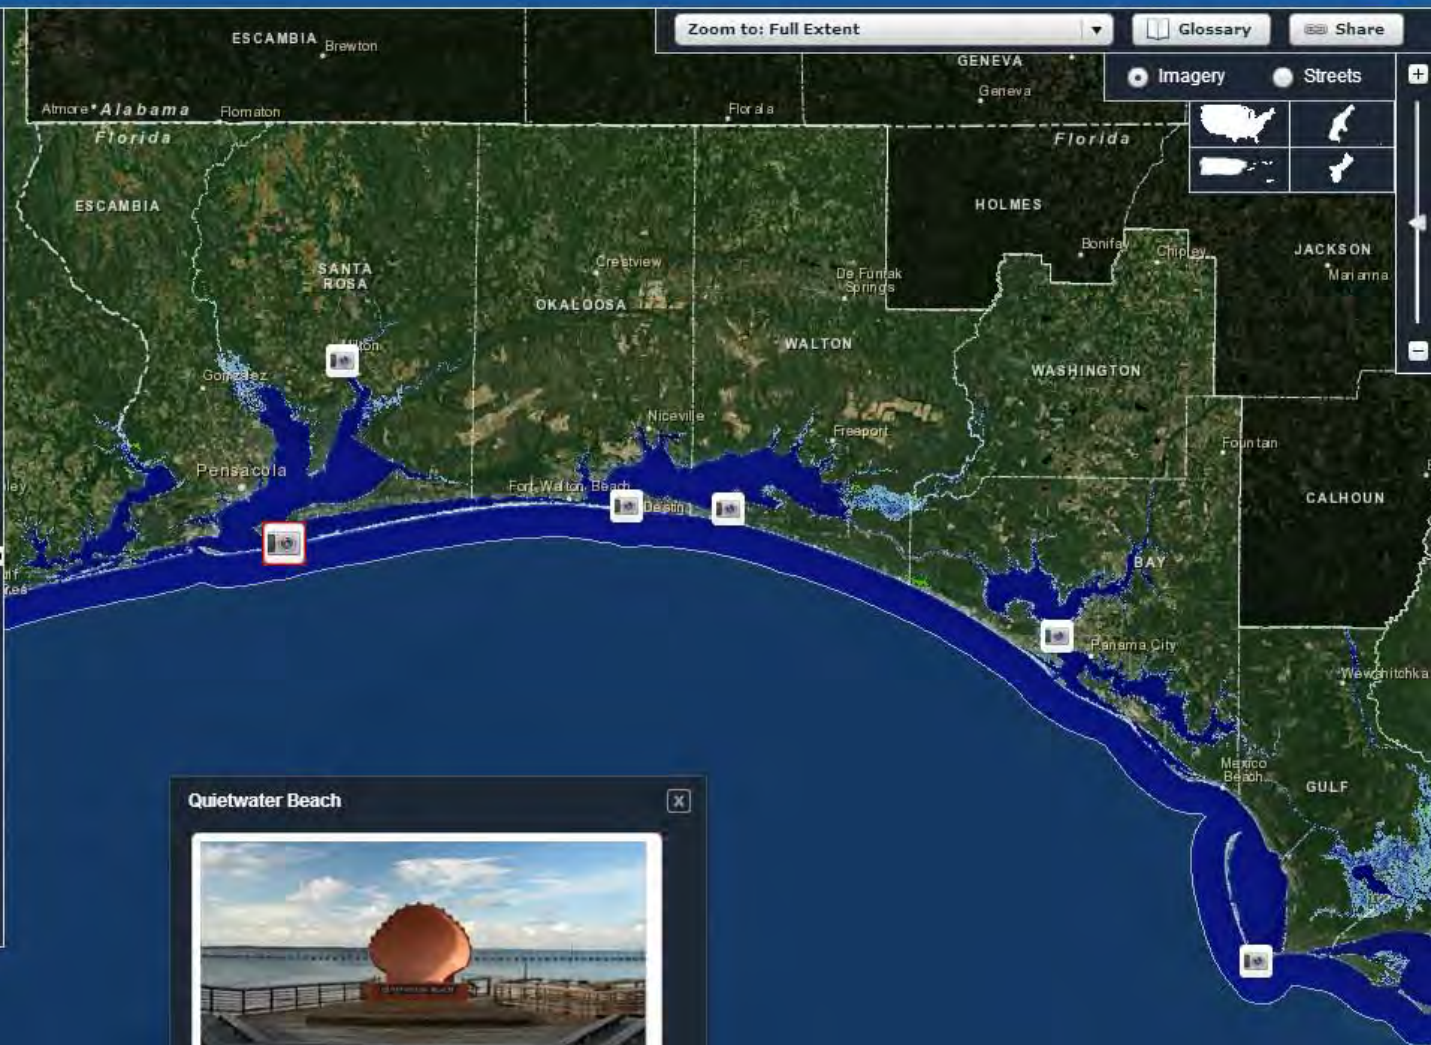 Zoom to: Full Extent
Glossary
Share
Imagery
Streets
ESCAMBIA
Brewton
GENEVA
Geneva
Atmore
Alabama
Flomaton
Florala
Florida
Florida
ESCAMBIA
HOLMES
Bonifay
Chipley
JACKSON
Marianna
SANTA
ROSA
Crestview
De Funiak
Springs
OKALOOSA
WALTON
WASHINGTON
Gonzalez
Niceville
Freeport
Fountain
Pensacola
Fort Walton Beach
Destin
CALHOUN
BAY
Panama City
Wewahitchka
Mexico
Beach
GULF
Quietwater Beach
QUIETWATER BEACH